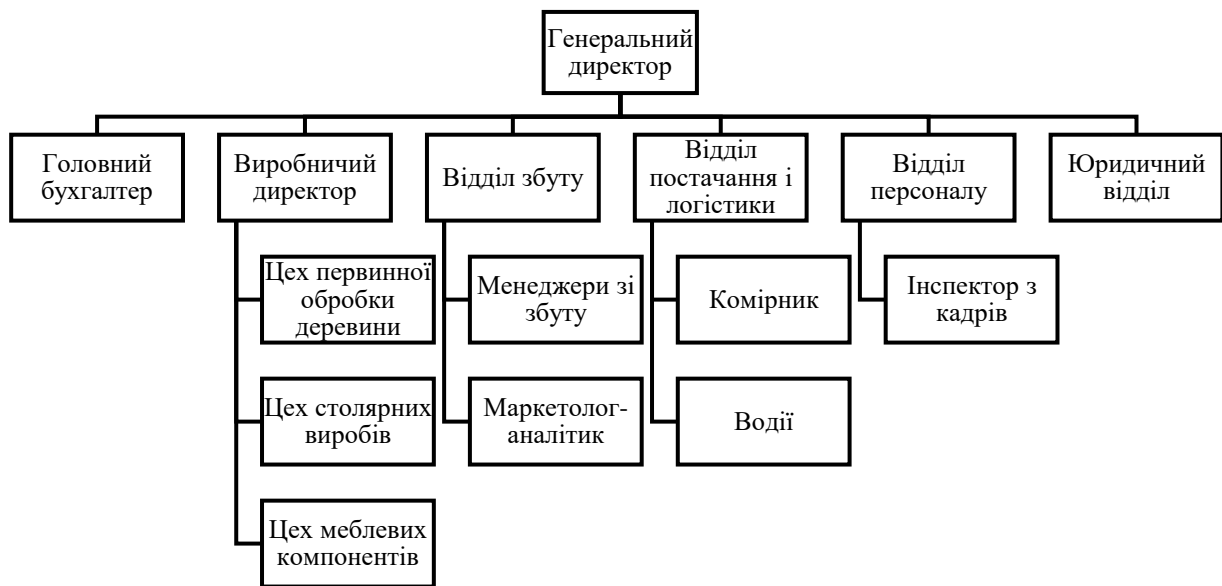 Генеральний
директор
Головний
бухгалтер
Виробничий
директор
Відділ збуту
Відділ
постачання і
логістики
Відділ
персоналу
Юридичний
відділ
Цех первинної
обробки
деревини
Менеджери зі
збуту
Комірник
Інспектор з
кадрів
Цех столярних
виробів
Маркетолог-
аналітик
Водії
Цех меблевих
компонентів